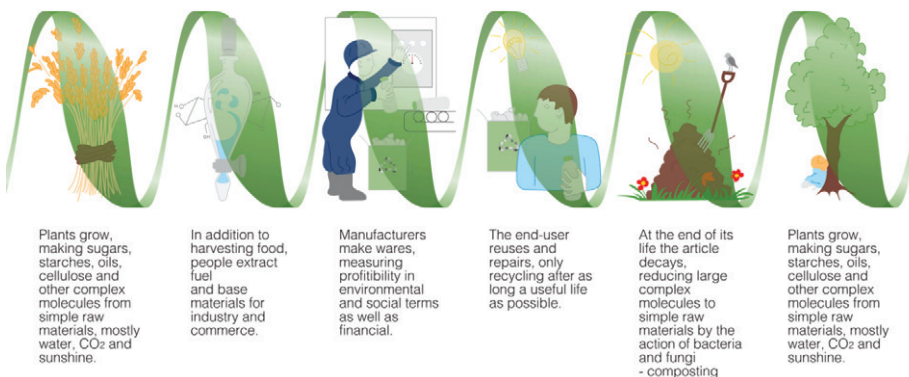 Plants grow,
making sugars,
starches, oils,
cellulose and
other complex
molecules from
simple raw
materials, mostly
water, CO2 and
sunshine.
In addition to
harvesting food,
people extract
fuel
and base
materials for
industry and
commerce.
Manufacturers
make wares,
measuring
profitibility in
environmental
and social terms
as well as
financial.
The end-user
reuses and
repairs, only
recycling after as
long a useful life
as possible.
At the end of its
life the article
decays,
reducing large
complex
molecules to
simple raw
materials by the
action of bacteria
and fungi
- composting
Plants grow,
making sugars,
starches, oils,
cellulose and
other complex
molecules from
simple raw
materials, mostly
water, CO2 and
sunshine.